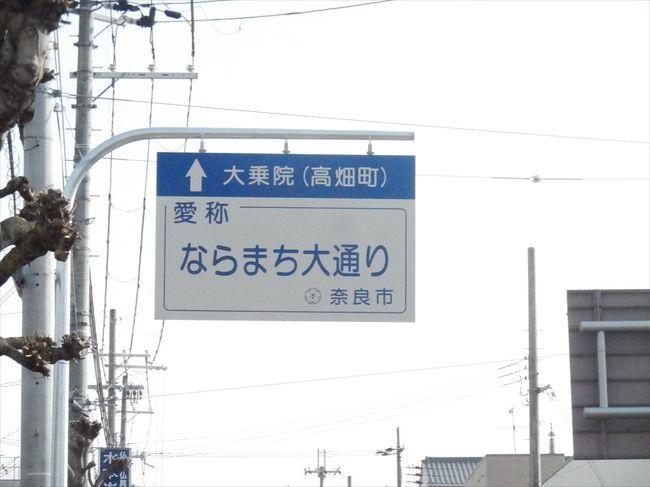 ↑ 大乗院（高畑町）
愛称
ならまち大通り
奈良市